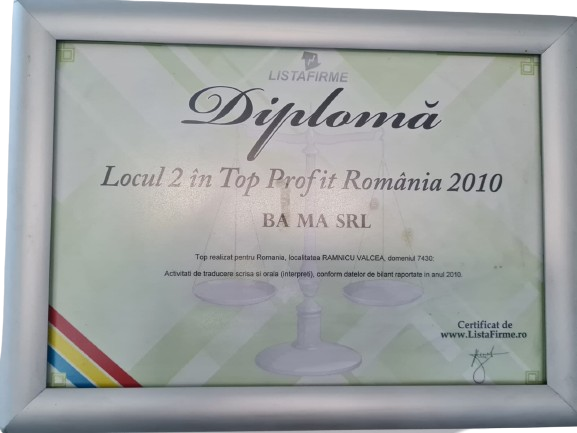 LISTAFIRME
Diplomă
Locul 2 în Top Profit România 2010
BA MA SRL
Top realizat pentru Romania, localitatea RAMNICU VALCEA, domeniul 7430:
Activitati de traducere scrisa si orala (interpreti), conform datelor de bilant reportate in anul 2010.
Certificat de
www.ListaFirme.ro